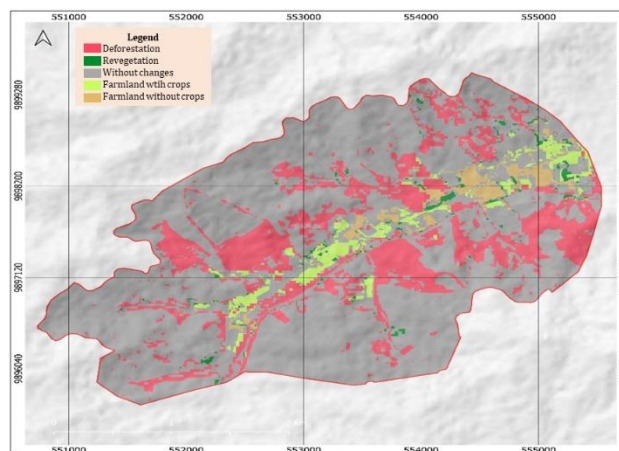 551000 552000 553000 554000 555000
Legend
Deforestation
Revegetation
Without changes
Farmland wtih crops
Farmland without crops
9899280
9898200
9897120
9896040
551000 552000 553000 554000 555000